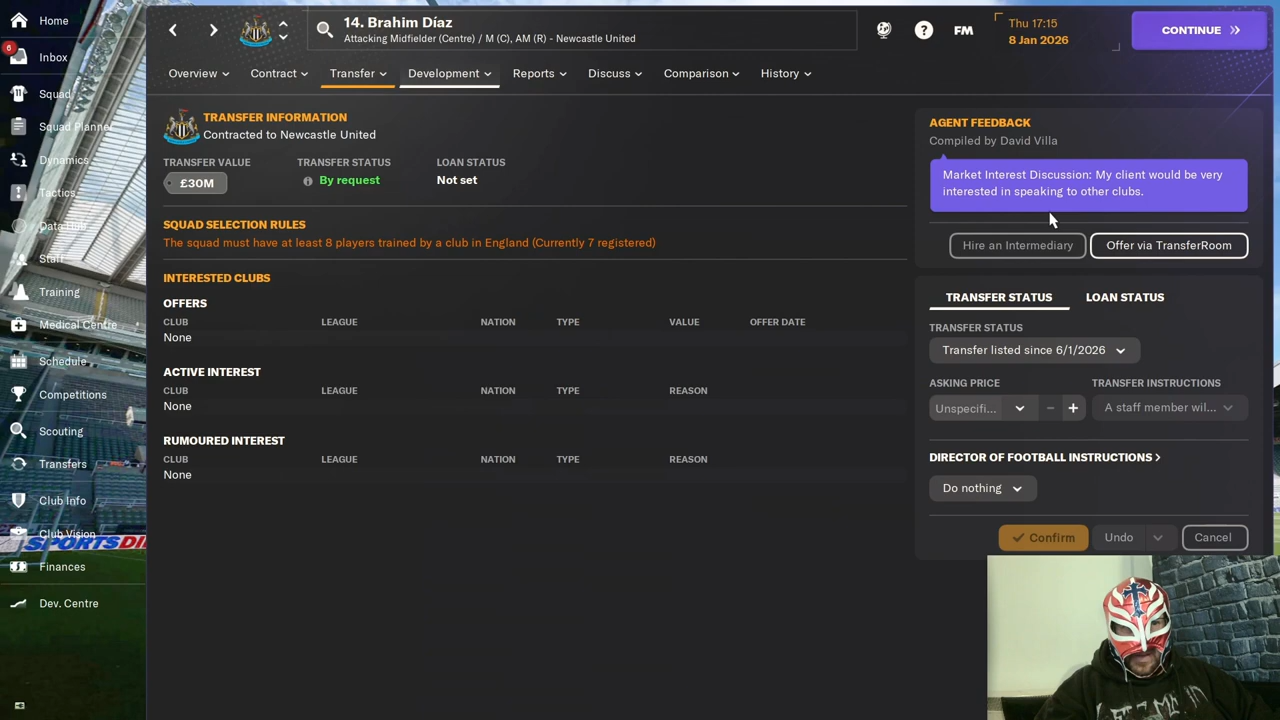 Home
6
Inbox
Squad
Squad Planner
Dynamics
Tactics
Data Hub
Staff
Training
Medical Centre
Schedule
Competitions
Scouting
Transfers
Club Info
Club Vision
Finances
Dev. Centre
14. Brahim Díaz
Attacking Midfielder (Centre) / M (C), AM (R) - Newcastle United
?
FM
Thu 17:15
8 Jan 2026
CONTINUE
Overview
Contract
Transfer
Development
Reports
Discuss
Comparison
History
TRANSFER INFORMATION
Contracted to Newcastle United
TRANSFER VALUE TRANSFER STATUS LOAN STATUS
£30M By request Not set
SQUAD SELECTION RULES
The squad must have at least 8 players trained by a club in England (Currently 7 registered)
INTERESTED CLUBS
OFFERS
CLUB LEAGUE NATION TYPE VALUE OFFER DATE
None
ACTIVE INTEREST
CLUB LEAGUE NATION TYPE REASON
None
RUMOURED INTEREST
CLUB LEAGUE NATION TYPE REASON
None
AGENT FEEDBACK
Compiled by David Villa
Market Interest Discussion: My client would be very
interested in speaking to other clubs.
Hire an Intermediary Offer via TransferRoom
TRANSFER STATUS LOAN STATUS
TRANSFER STATUS
Transfer listed since 6/1/2026
ASKING PRICE TRANSFER INSTRUCTIONS
Unspecifi... − + A staff member wil...
DIRECTOR OF FOOTBALL INSTRUCTIONS >
Do nothing
Confirm Undo Cancel